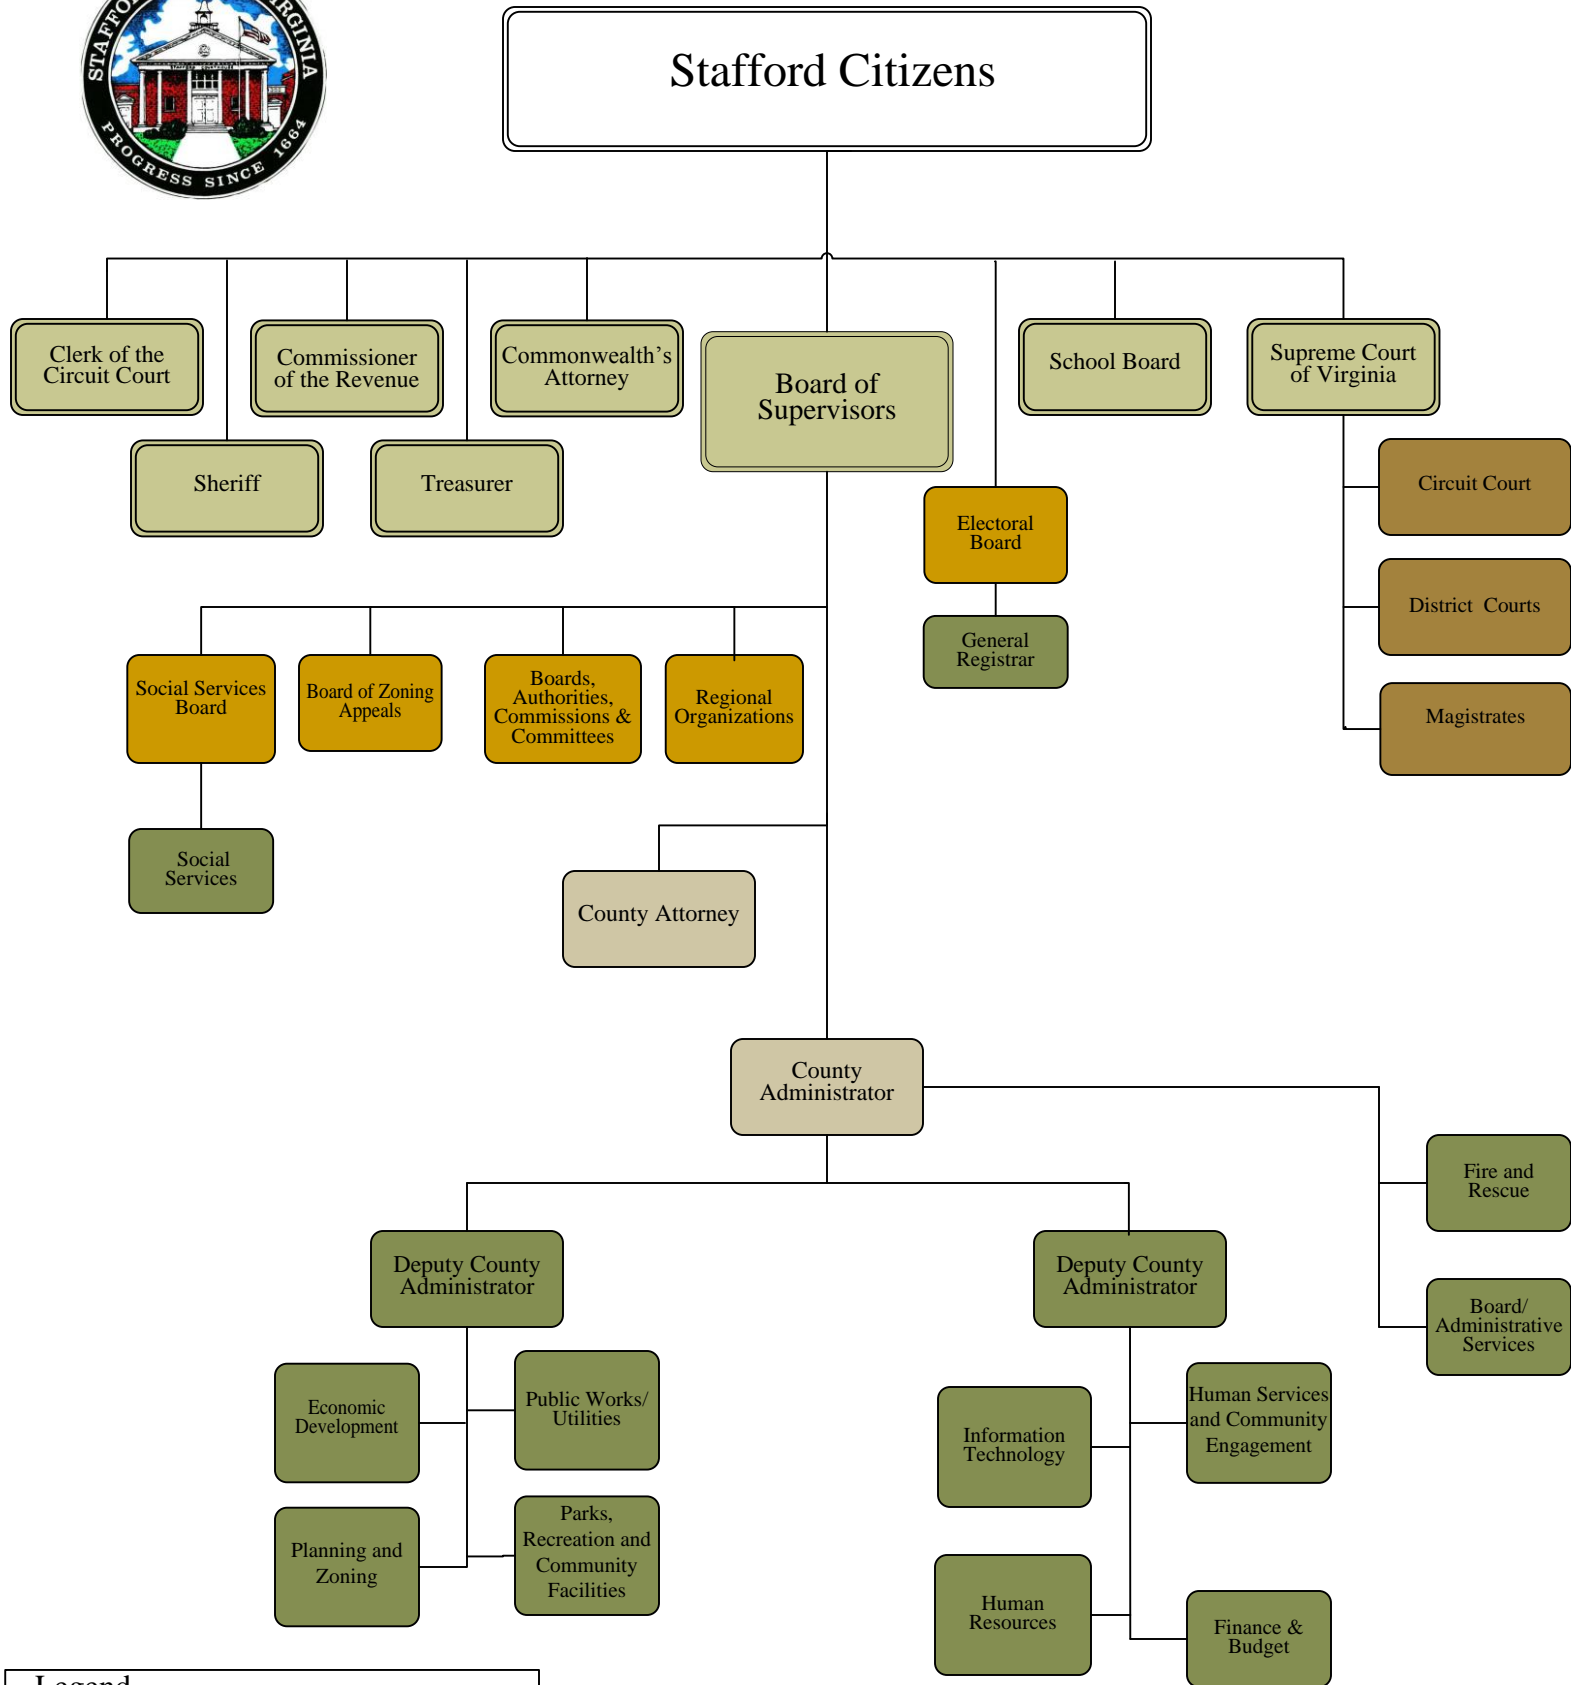 STAFFO
RGINIA
STAFFORD COURTHOUSE
PROGRESS SINCE 1664
Stafford Citizens
Clerk of the
Circuit Court
Commissioner
of the Revenue
Commonwealth’s
Attorney
Board of
Supervisors
School Board
Supreme Court
of Virginia
Sheriff
Treasurer
Circuit Court
Electoral
Board
District Courts
General
Registrar
Magistrates
Social Services
Board
Board of Zoning
Appeals
Boards,
Authorities,
Commissions &
Committees
Regional
Organizations
Social
Services
County Attorney
County
Administrator
Fire and
Rescue
Board/
Administrative
Services
Deputy County
Administrator
Deputy County
Administrator
Economic
Development
Public Works/
Utilities
Planning and
Zoning
Parks,
Recreation and
Community
Facilities
Information
Technology
Human Services
and Community
Engagement
Human
Resources
Finance &
Budget
Legend